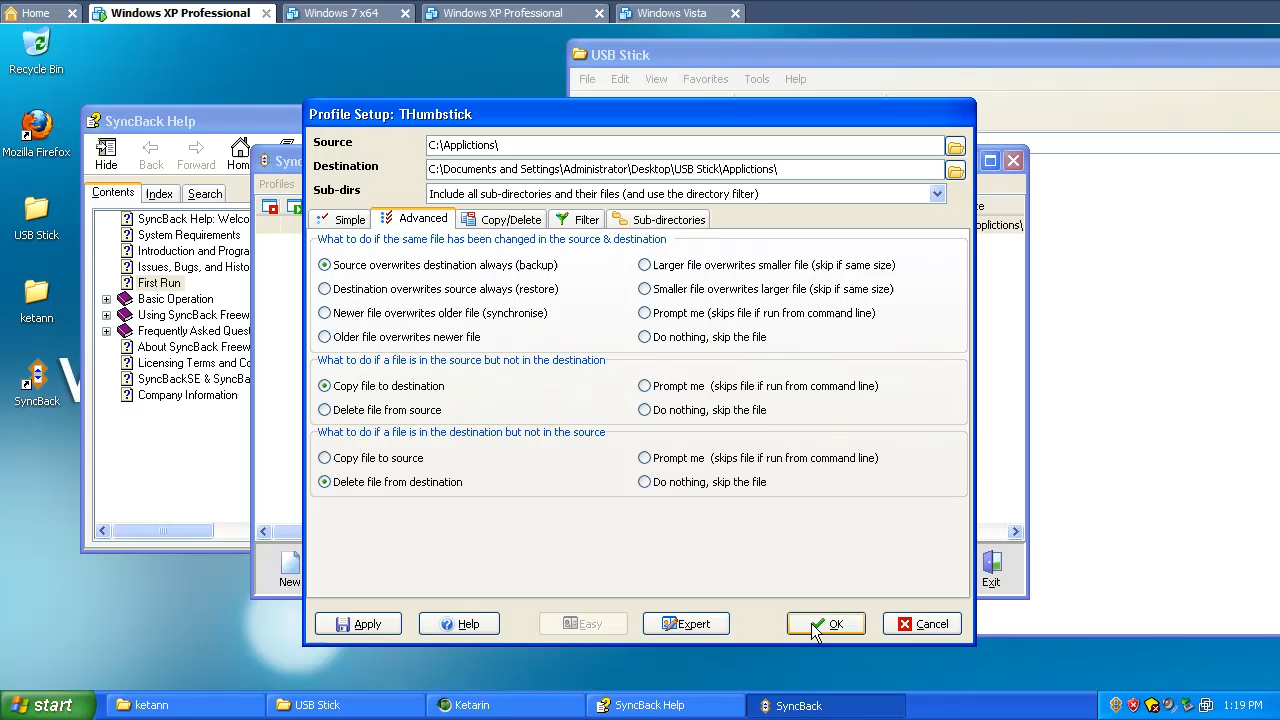 Home
Windows XP Professional
Windows 7 x64
Windows XP Professional
Windows Vista
Recycle Bin
Mozilla Firefox
USB Stick
ketann
SyncBack
USB Stick
File Edit View Favorites Tools Help
SyncBack Help
Hide Back Forward Hom
Contents Index Search
SyncBack Help: Welco
System Requirements
Introduction and Progra
Issues, Bugs, and Histo
First Run
Basic Operation
Using SyncBack Freew
Frequently Asked Quest
About SyncBack Freew
Licensing Terms and Co
SyncBackSE & SyncBa
Company Information
Sync
Profiles
pplictions\
New
Exit
Profile Setup: THumbstick
Source C:\Applictions\
Destination C:\Documents and Settings\Administrator\Desktop\USB Stick\Applictions\
Sub-dirs Include all sub-directories and their files (and use the directory filter)
Simple Advanced Copy/Delete Filter Sub-directories
What to do if the same file has been changed in the source & destination
Source overwrites destination always (backup) Larger file overwrites smaller file (skip if same size)
Destination overwrites source always (restore) Smaller file overwrites larger file (skip if same size)
Newer file overwrites older file (synchronise) Prompt me (skips file if run from command line)
Older file overwrites newer file Do nothing, skip the file
What to do if a file is in the source but not in the destination
Copy file to destination Prompt me (skips file if run from command line)
Delete file from source Do nothing, skip the file
What to do if a file is in the destination but not in the source
Copy file to source Prompt me (skips file if run from command line)
Delete file from destination Do nothing, skip the file
Apply Help Easy Expert OK Cancel
start ketann USB Stick Ketarin SyncBack Help SyncBack 1:19 PM